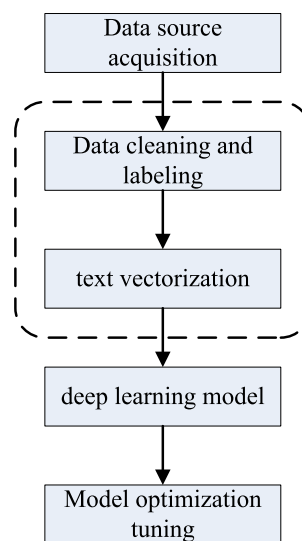 Data source
acquisition
Data cleaning and
labeling
text vectorization
deep learning model
Model optimization
tuning